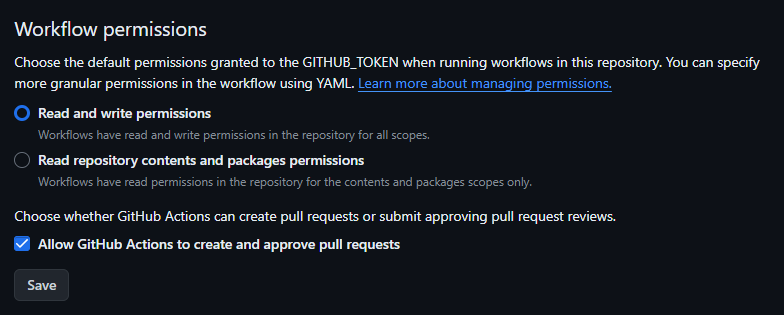 Workflow permissions
Choose the default permissions granted to the GITHUB_TOKEN when running workflows in this repository. You can specify
more granular permissions in the workflow using YAML. Learn more about managing permissions.
Read and write permissions
Workflows have read and write permissions in the repository for all scopes.
Read repository contents and packages permissions
Workflows have read permissions in the repository for the contents and packages scopes only.
Choose whether GitHub Actions can create pull requests or submit approving pull request reviews.
Allow GitHub Actions to create and approve pull requests
Save